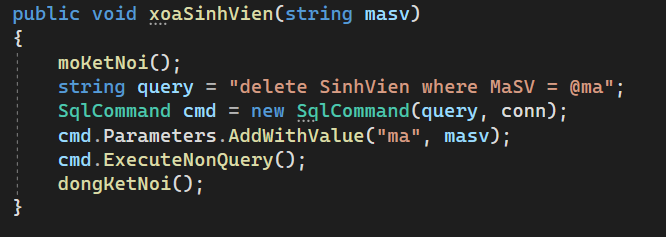 public void xoaSinhVien(string masv)
{
moKetNoi();
string query = "delete SinhVien where MaSV = @ma";
SqlCommand cmd = new SqlCommand(query, conn);
cmd.Parameters.AddWithValue("ma", masv);
cmd.ExecuteNonQuery();
dongKetNoi();
}